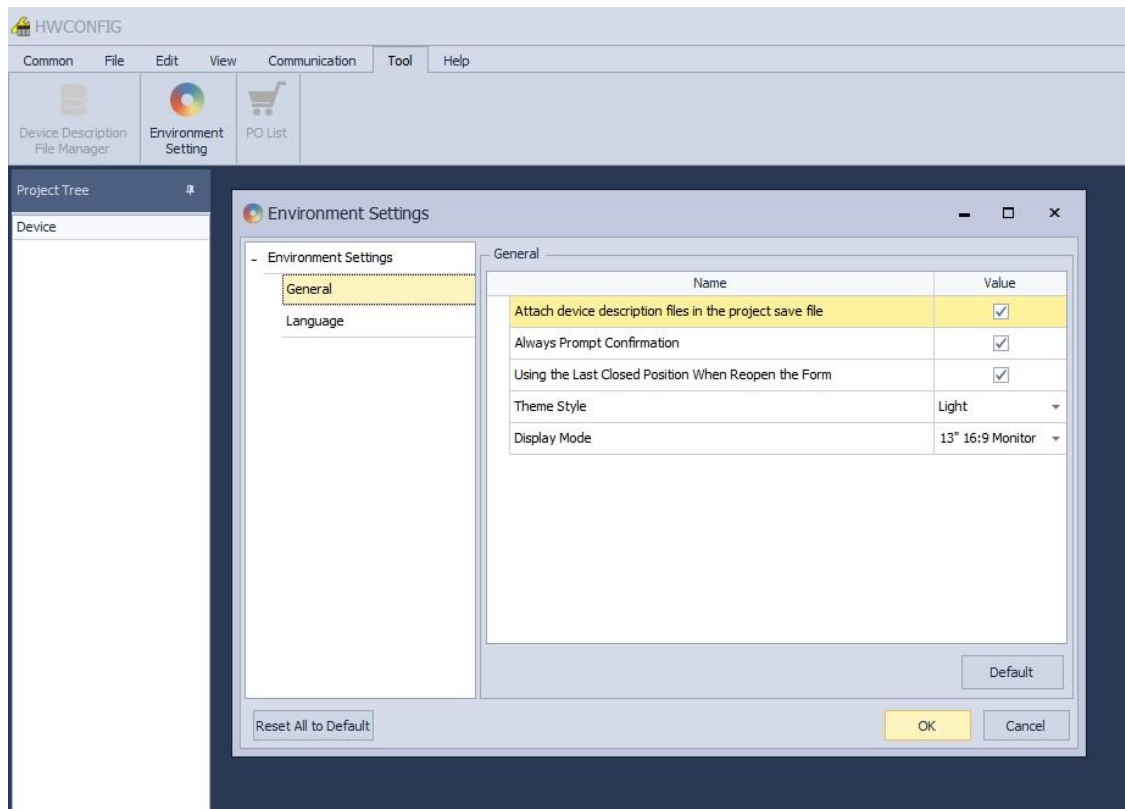 HWCONFIG
Common File Edit View Communication Tool Help
Device Description
File Manager
Environment
Setting
PO List
Project Tree
Device
Environment Settings
- Environment Settings
General
Language
General
Name Value
Attach device description files in the project save file
Always Prompt Confirmation
Using the Last Closed Position When Reopen the Form
Theme Style Light
Display Mode 13" 16:9 Monitor
Default
Reset All to Default OK Cancel